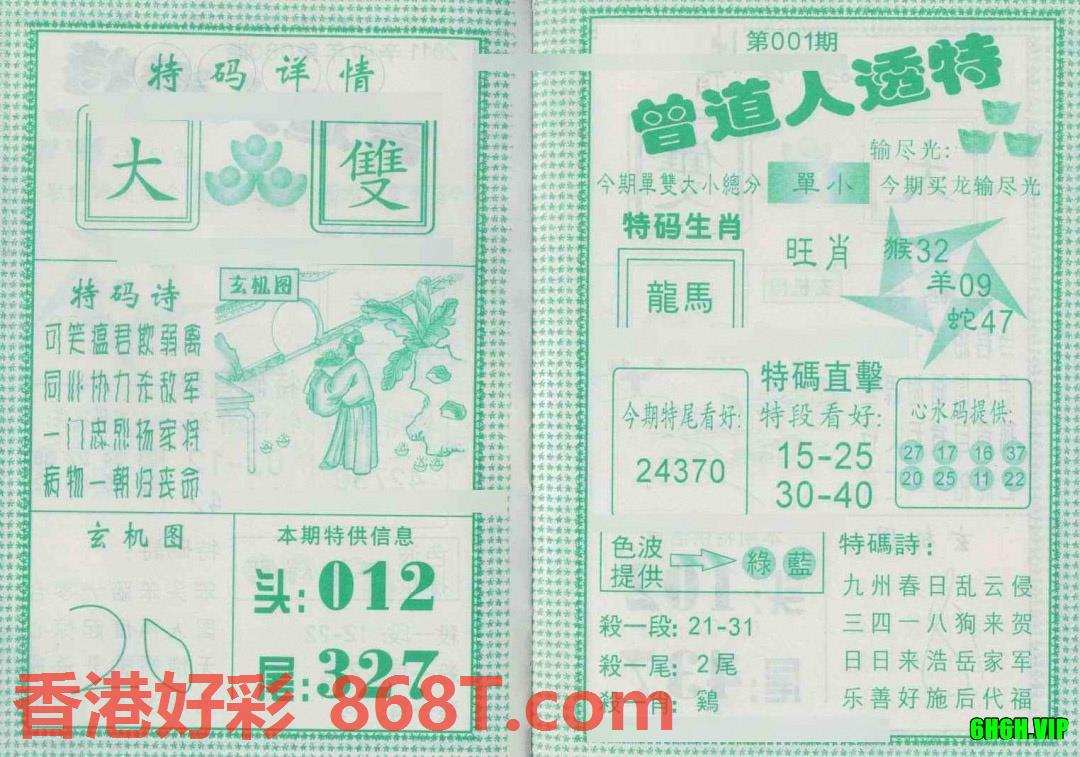 特码详情
大
雙
特码诗
可笑瘟君欺弱离
同心协力杀敌军
一门忠烈扬家将
病物一朝归丧命
玄机图
玄机图
本期特供信息
头:012
尾:327
第001期
曾道人透特
输尽光:
今期單雙大小總分
單小
今期买龙输尽光
特码生肖
龍馬
旺肖
猴32
羊09
蛇47
今期特尾看好:
24370
特碼直擊
特段看好:
15-25
30-40
心水码提供:
27 17 16 37
20 25 11 22
色波
提供
綠 藍
殺一段: 21-31
殺一尾: 2尾
殺一肖: 鷄
特碼詩:
九州春日乱云侵
三四一八狗来贺
日日来浩岳家军
乐善好施后代福
香港好彩 868T.com
6H6H.VIP